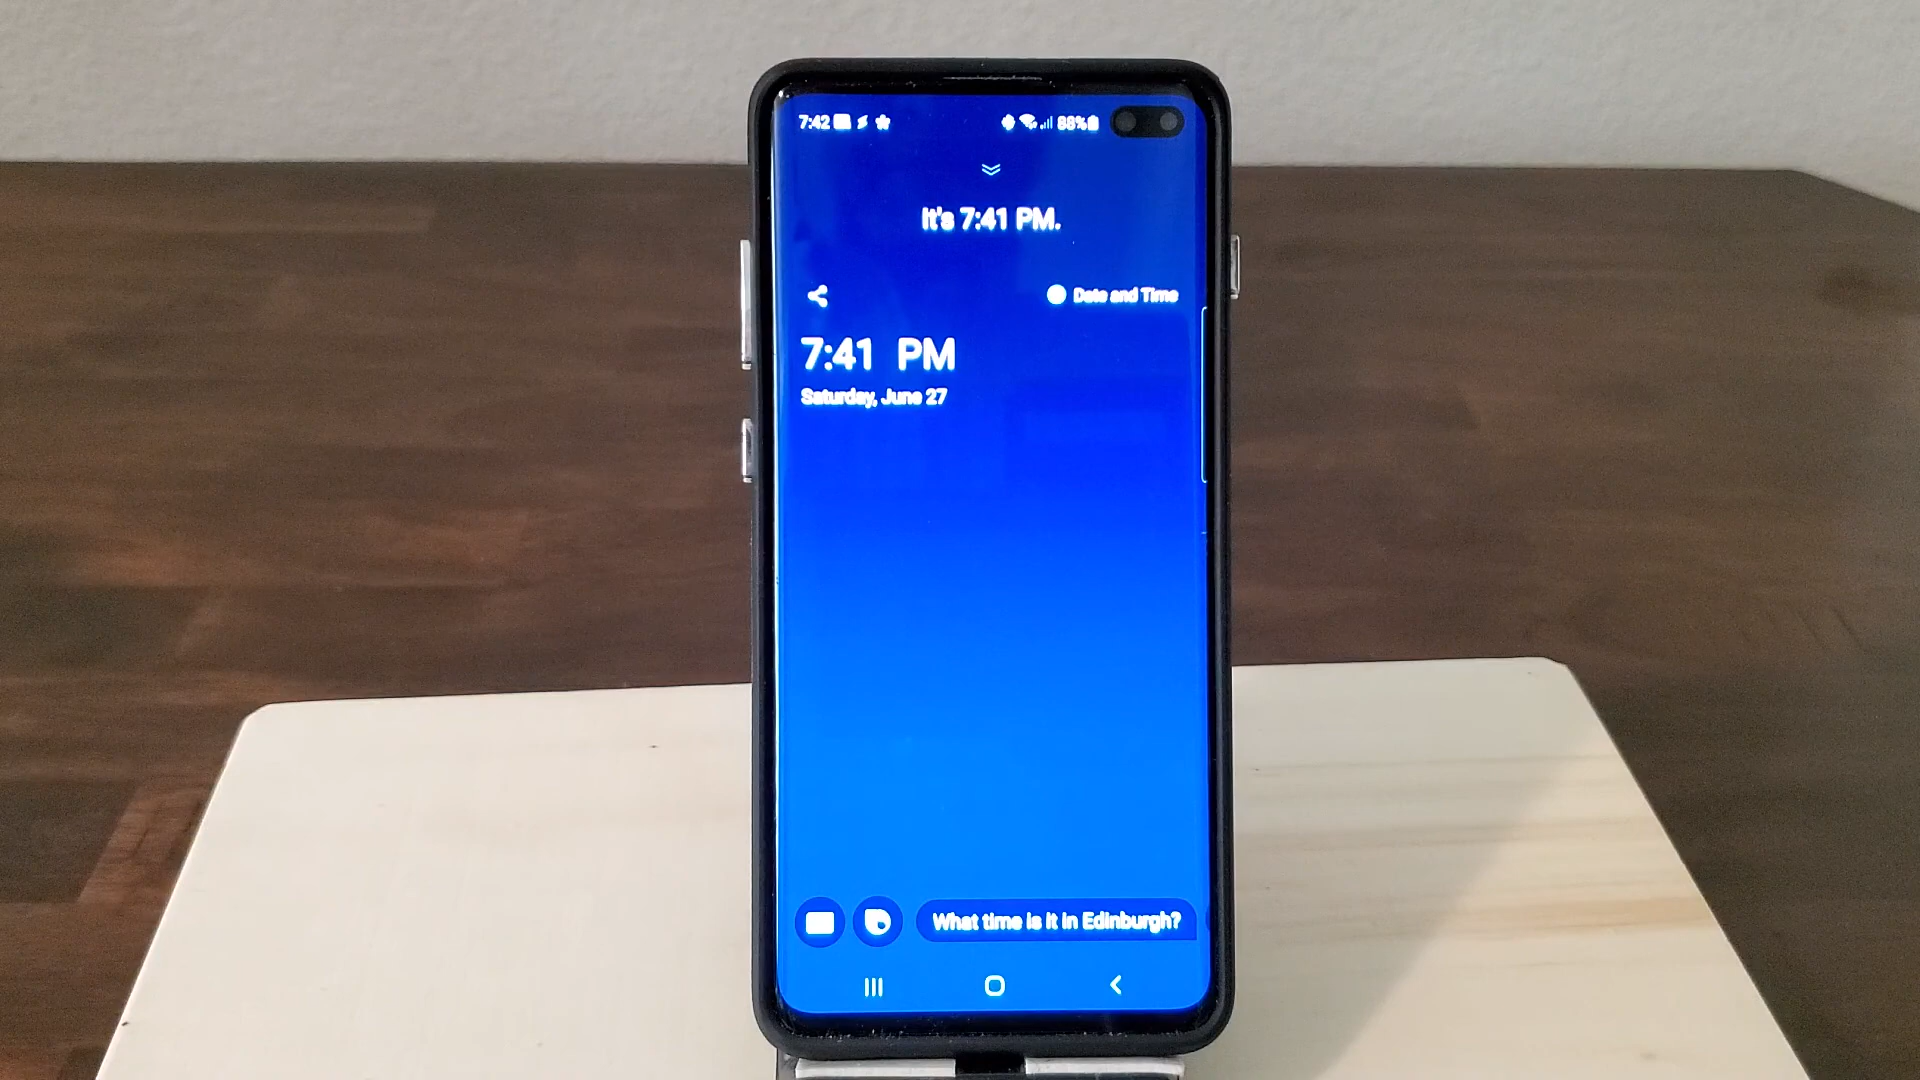 7:42 88%
It's 7:41 PM.
Date and Time
7:41 PM
Saturday, June 27
What time is it in Edinburgh?